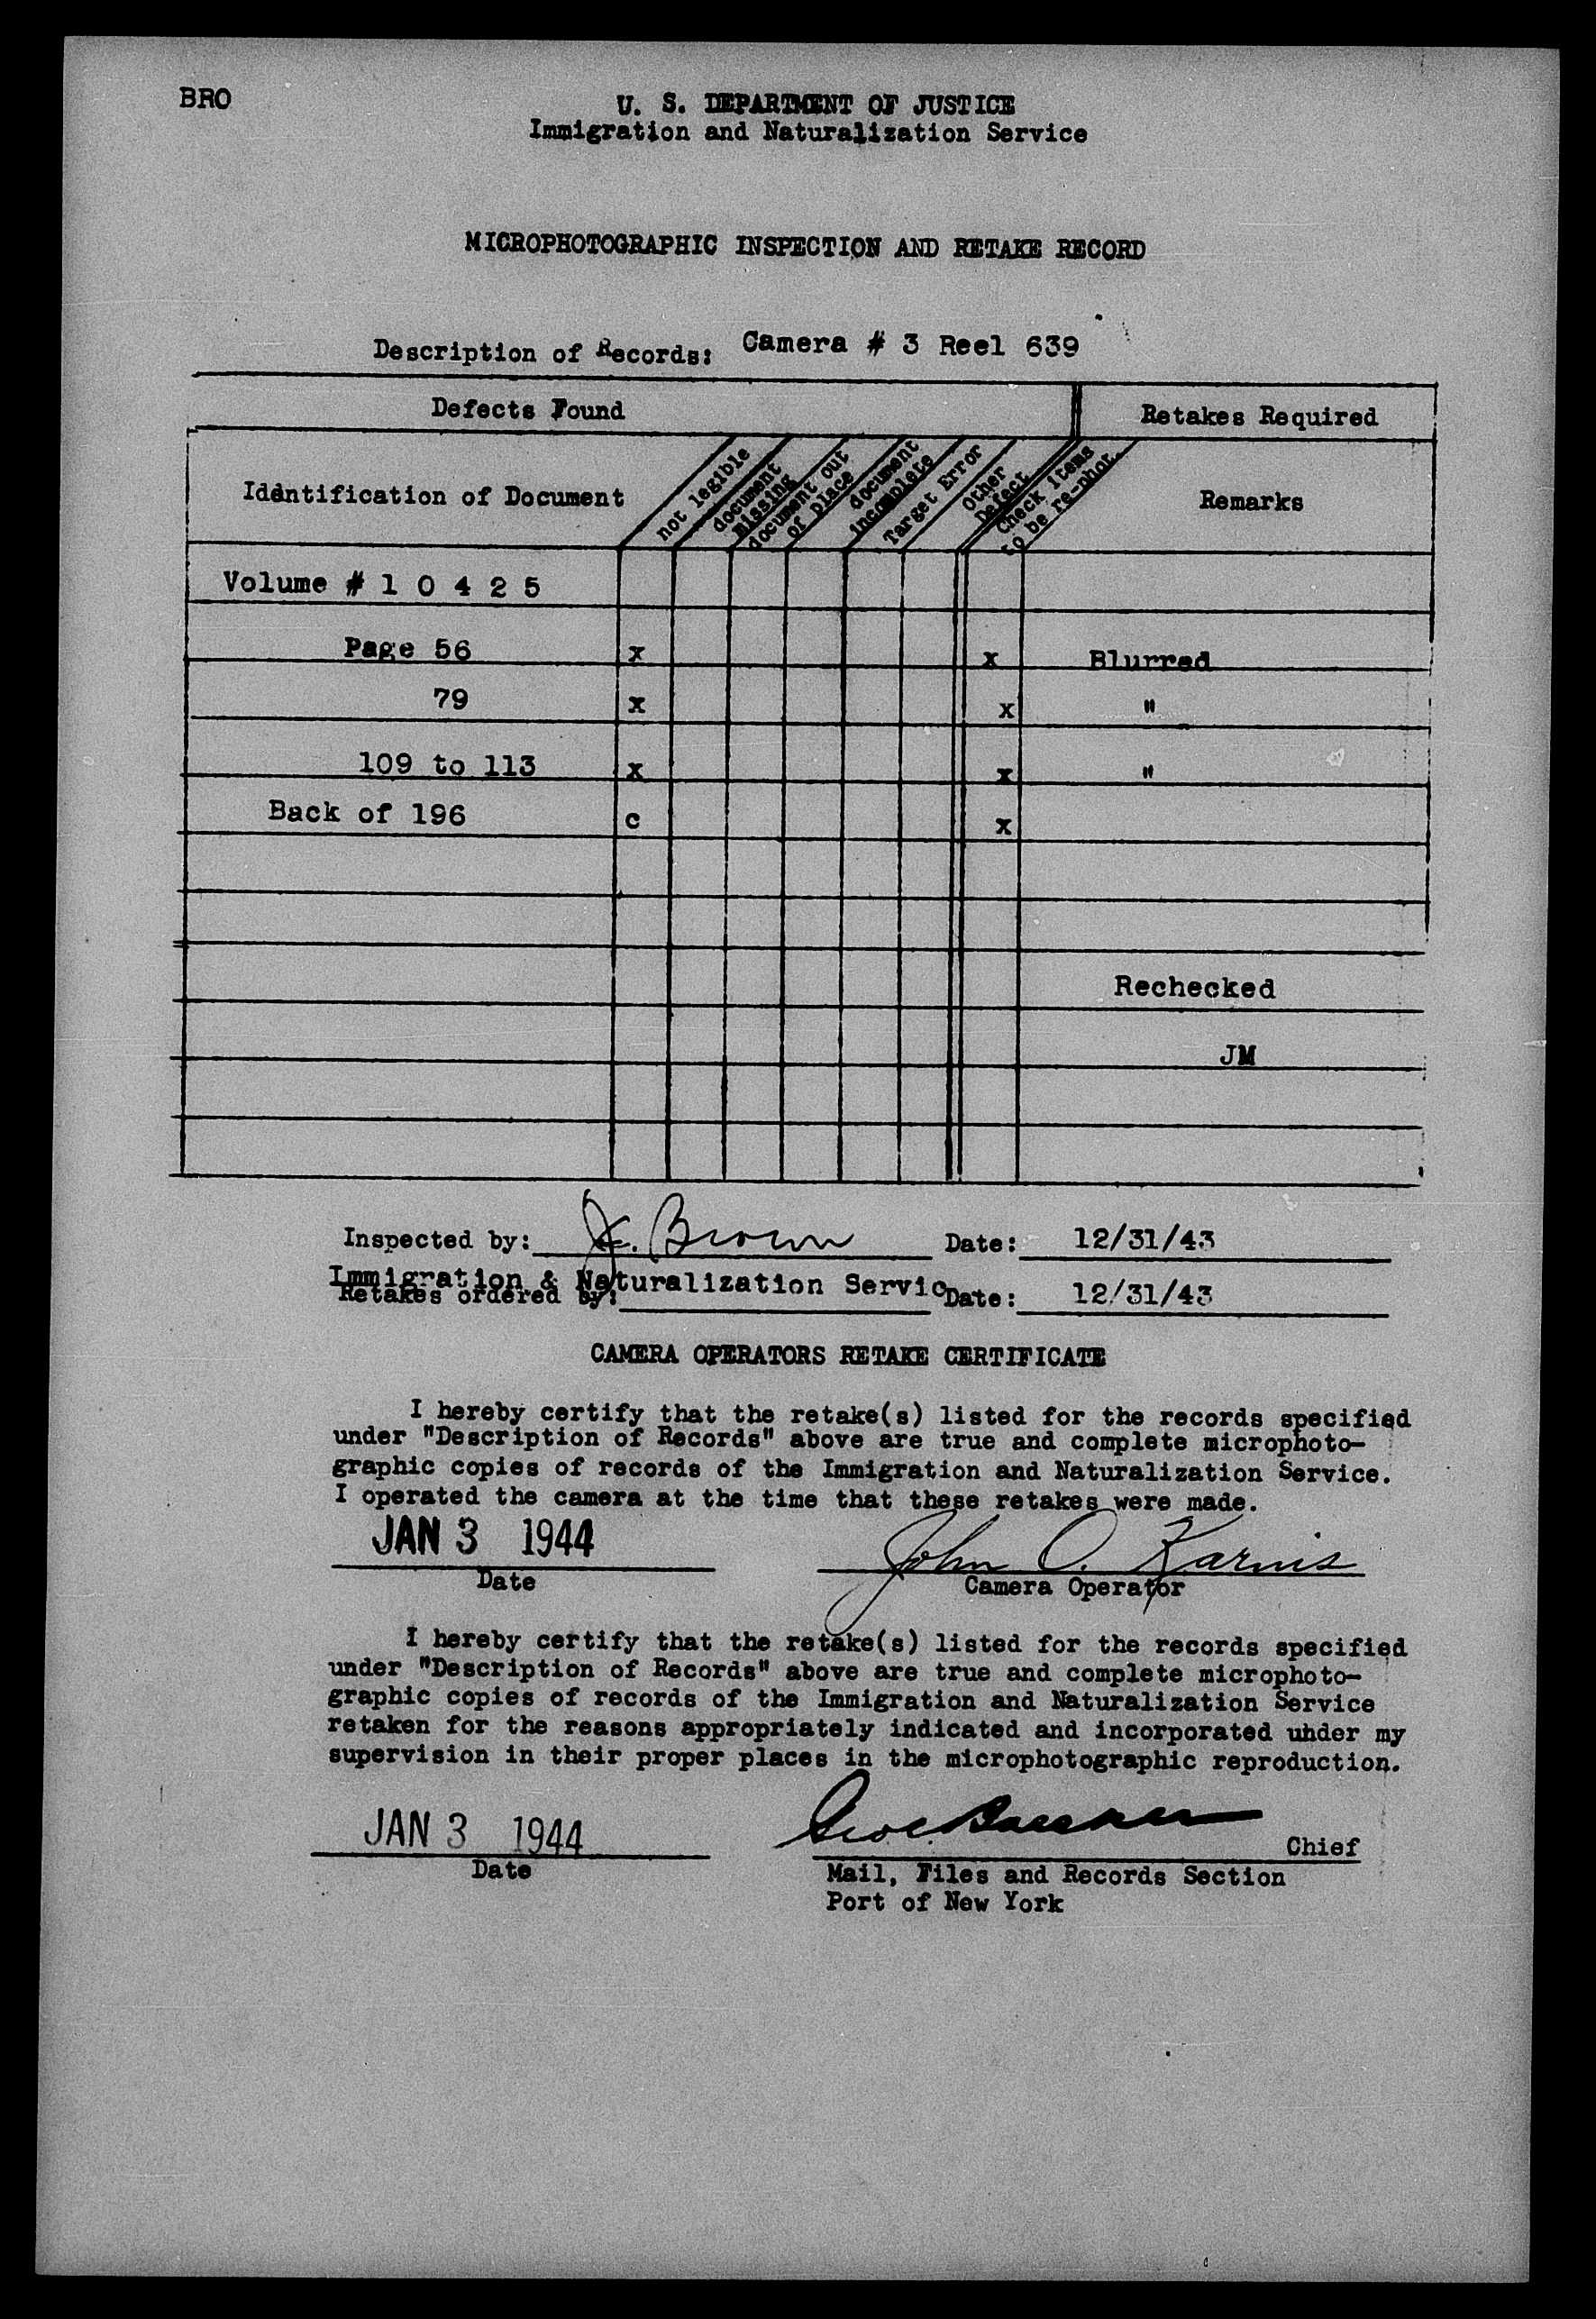 BRO
U. S. DEPARTMENT OF JUSTICE
Immigration and Naturalization Service
MICROPHOTOGRAPHIC INSPECTION AND RETAKE RECORD
Description of Records: Camera # 3 Reel 639
Defects Found Retakes Required
Identification of Document not legible document missing document out of place document incomplete Target Error Other Defect Check items to be re-phot. Remarks
Volume # 1 0 4 2 5
Page 56 x x Blurred
79 x x "
109 to 113 x x "
Back of 196 c x
Rechecked
JM
Inspected by: J. Brown Date: 12/31/43
Immigration & Naturalization Servic
Retakes ordered by: Date: 12/31/43
CAMERA OPERATORS RETAKE CERTIFICATE
I hereby certify that the retake(s) listed for the records specified
under "Description of Records" above are true and complete microphoto-
graphic copies of records of the Immigration and Naturalization Service.
I operated the camera at the time that these retakes were made.
JAN 3 1944 John O. Karnis
Date Camera Operator
I hereby certify that the retake(s) listed for the records specified
under "Description of Records" above are true and complete microphoto-
graphic copies of records of the Immigration and Naturalization Service
retaken for the reasons appropriately indicated and incorporated uhder my
supervision in their proper places in the microphotographic reproduction.
JAN 3 1944 Chief
Date Mail, Files and Records Section
Port of New York